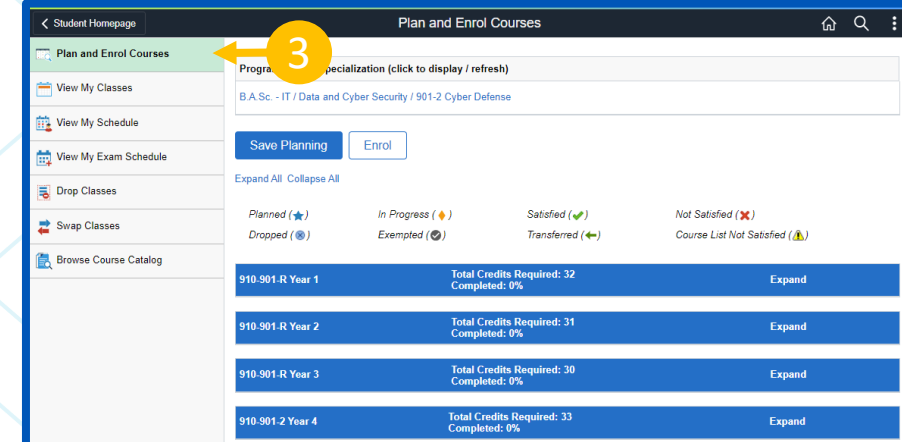 Student Homepage
Plan and Enrol Courses
Plan and Enrol Courses
View My Classes
View My Schedule
View My Exam Schedule
Drop Classes
Swap Classes
Browse Course Catalog
3
(click to display / refresh)
B.A.Sc. - IT / Data and Cyber Security / 901-2 Cyber Defense
Save Planning Enrol
Expand All Collapse All
Planned ( ) In Progress ( ) Satisfied ( ) Not Satisfied ( )
Dropped ( ) Exempted ( ) Transferred ( ) Course List Not Satisfied ( )
910-901-R Year 1 Total Credits Required: 32 Expand
Completed: 0%
910-901-R Year 2 Total Credits Required: 31 Expand
Completed: 0%
910-901-R Year 3 Total Credits Required: 30 Expand
Completed: 0%
910-901-2 Year 4 Total Credits Required: 33 Expand
Completed: 0%